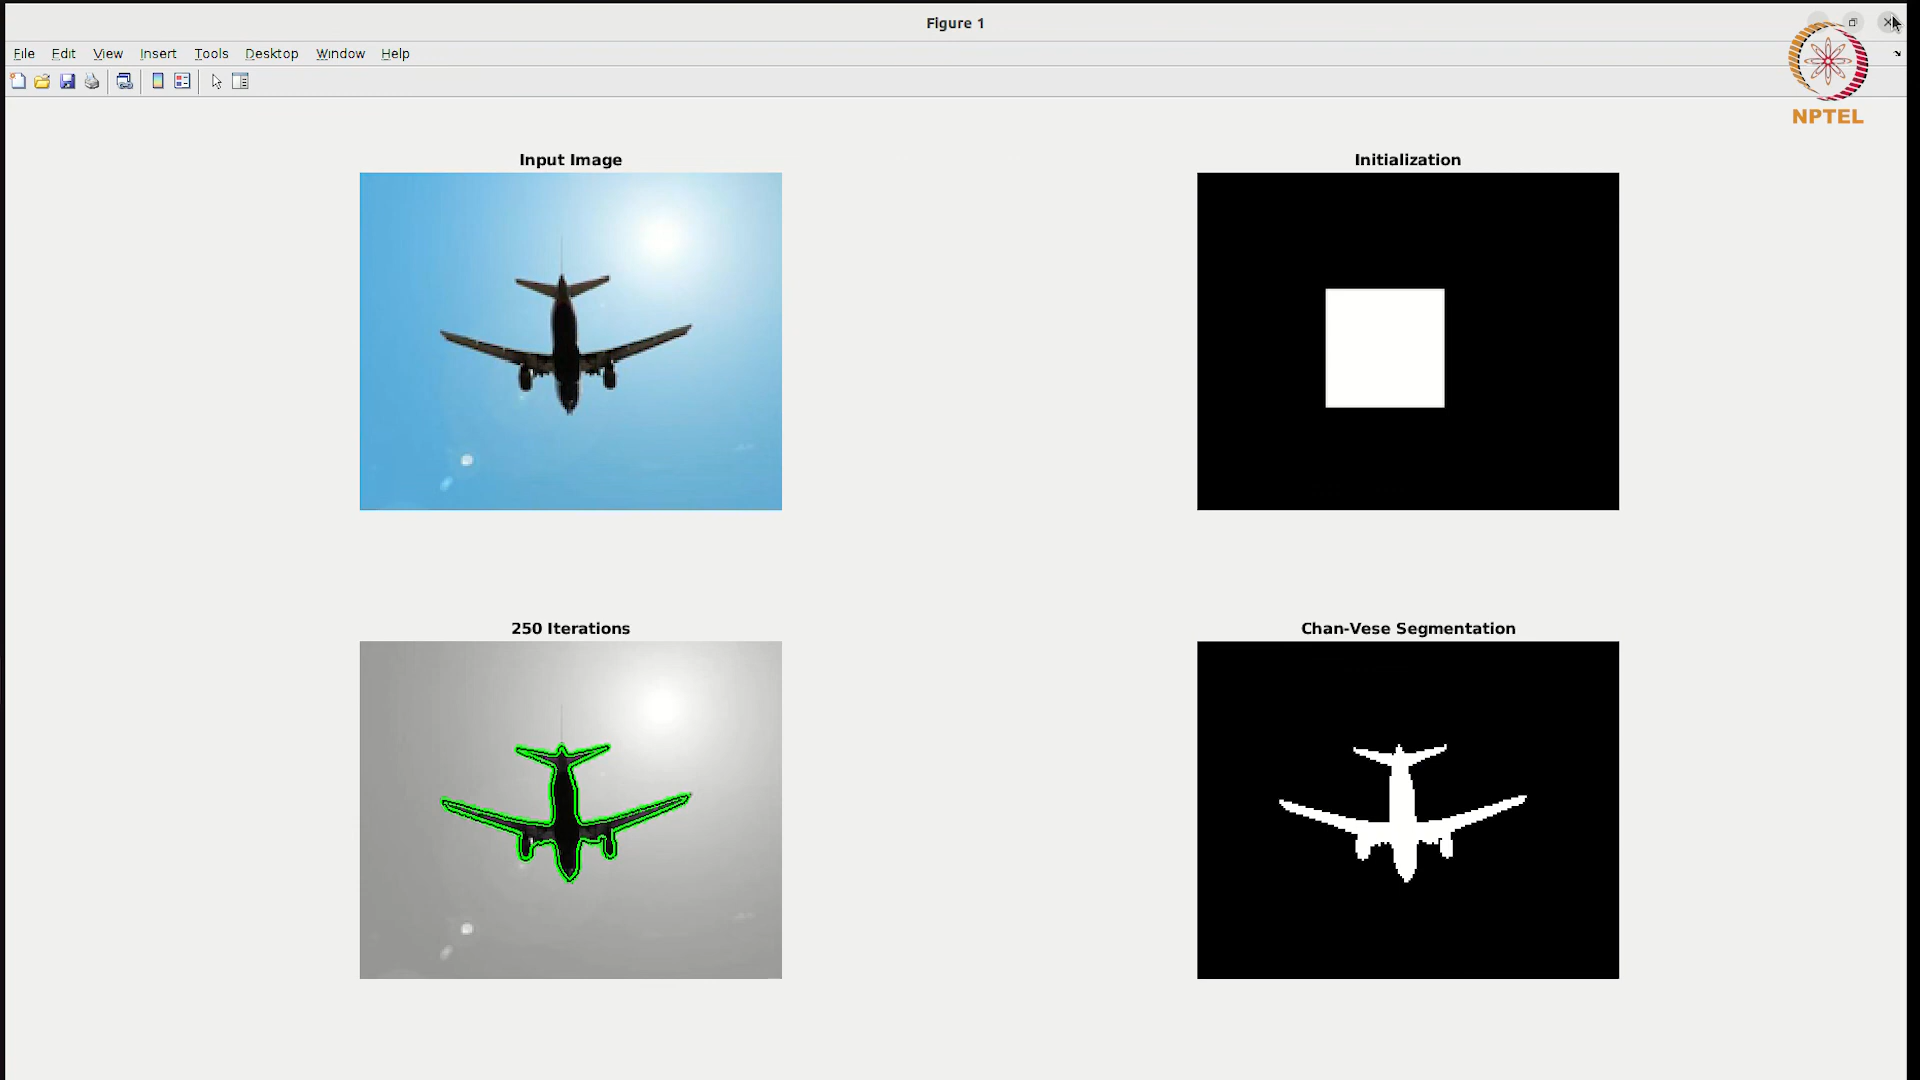 Figure 1
File Edit View Insert Tools Desktop Window Help
NPTEL
Input Image
Initialization
250 Iterations
Chan-Vese Segmentation